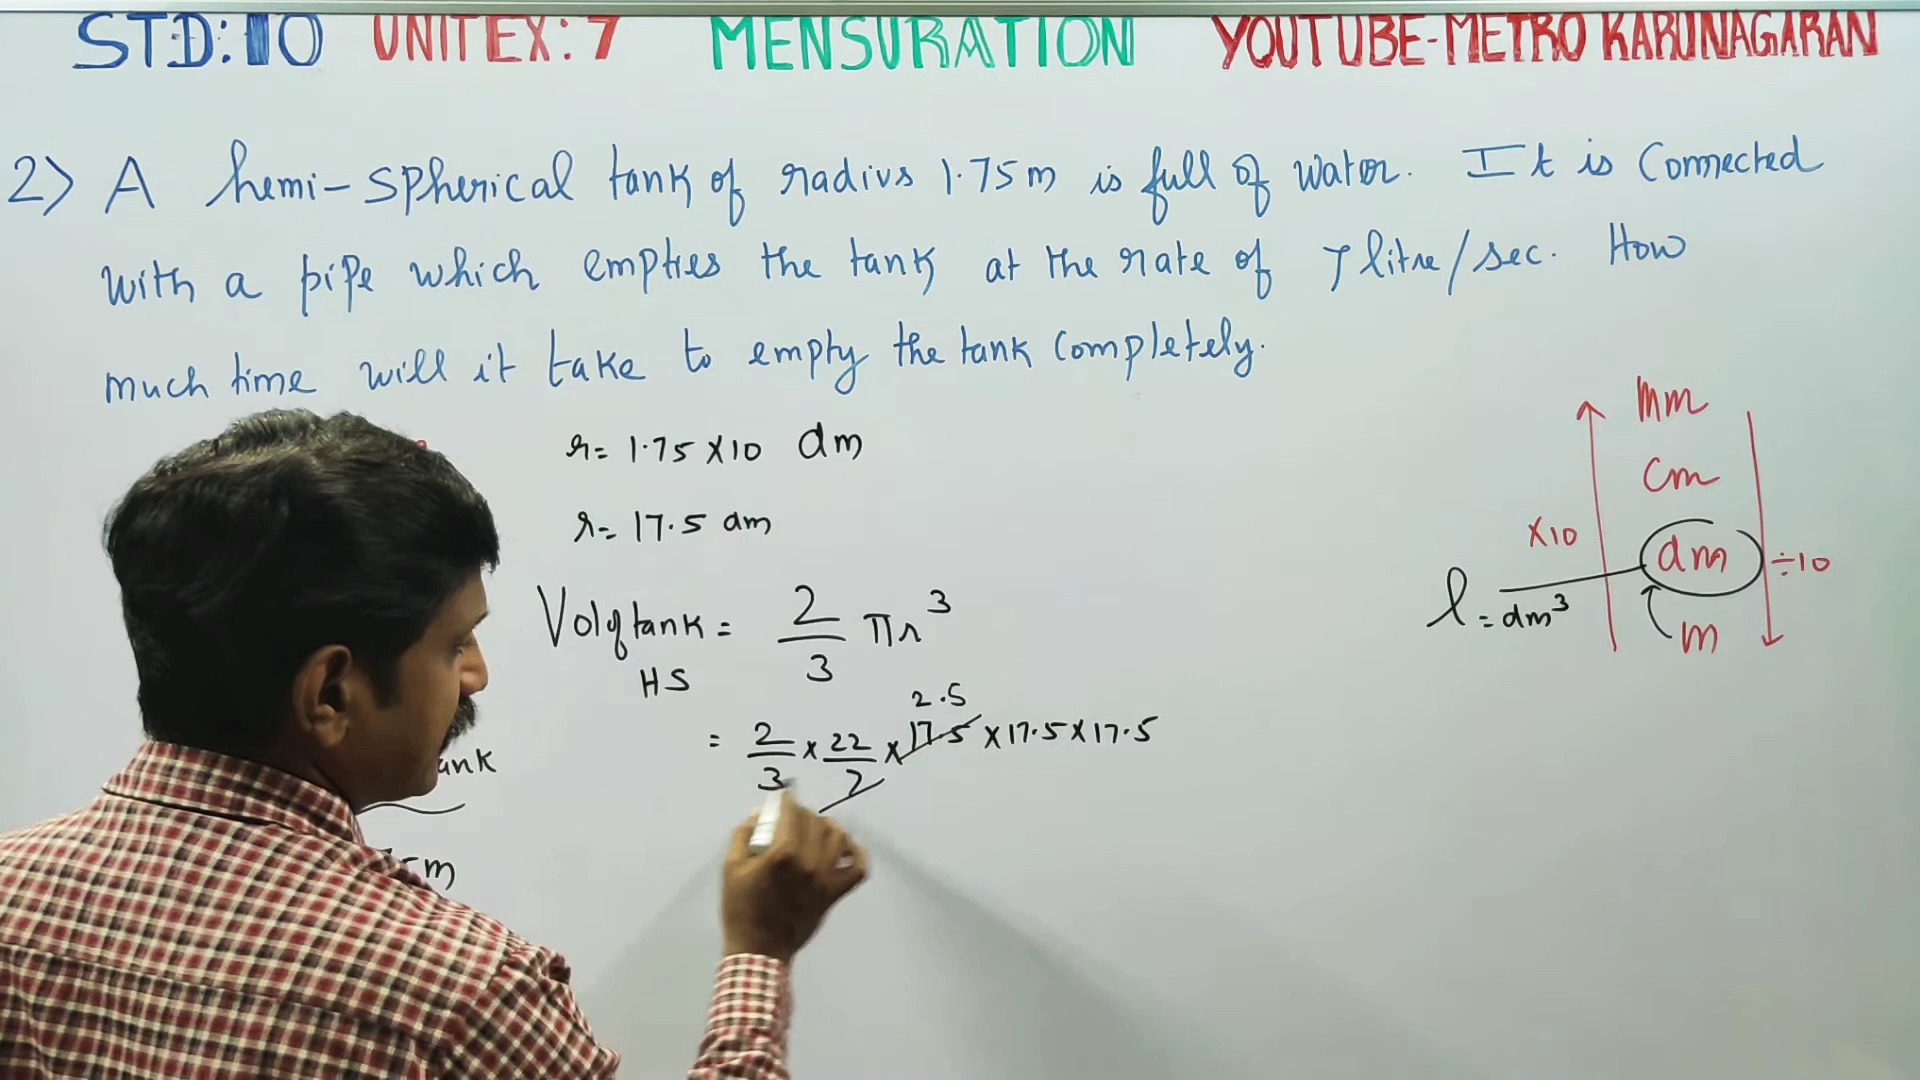 STD: 10 UNIT EX: 7 MENSURATION YOUTUBE-METRO KARUNAGARAN
2) A hemi-spherical tank of radius 1.75m is full of water. It is Connected
with a pipe which empties the tank at the rate of 7 litre/sec. How
much time will it take to empty the tank Completely.
r= 1.75 X10 dm
r= 17.5 dm
Vol of tank = 2/3 πr³
HS
2.5
= 2/3 × 22/7 × 17.5 × 17.5 × 17.5
ank
m
mm
cm
X10
dm
÷10
l = dm³
m